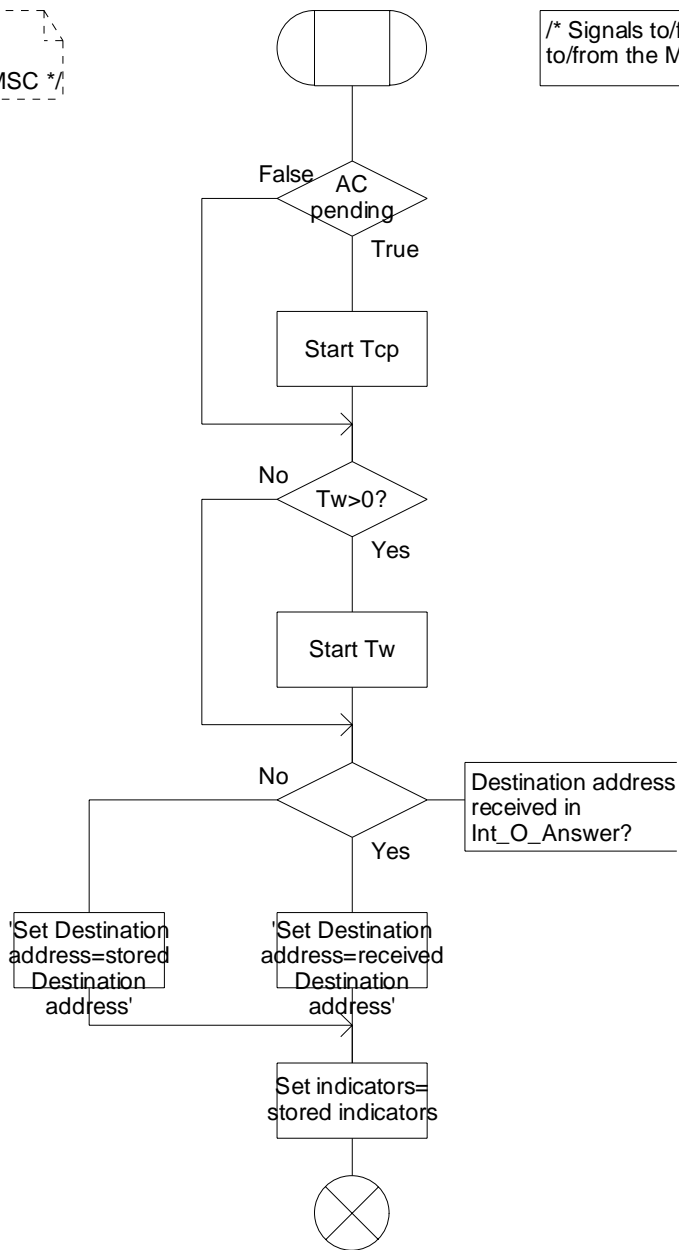 MSC */
/* Signals to/
to/from the M
False
AC
pending
True
Start Tcp
No
Tw>0?
Yes
Start Tw
No
Destination address
received in
Int_O_Answer?
Yes
'Set Destination
address=stored
Destination
address'
'Set Destination
address=received
Destination
address'
Set indicators=
stored indicators